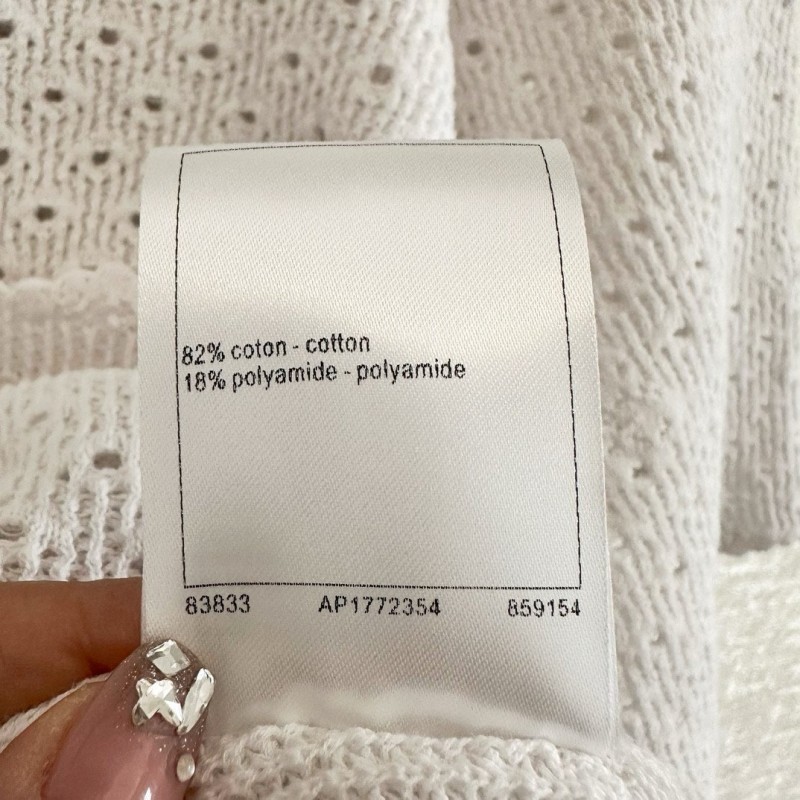 82% coton - cotton
18% polyamide - polyamide
83833 AP1772354 859154